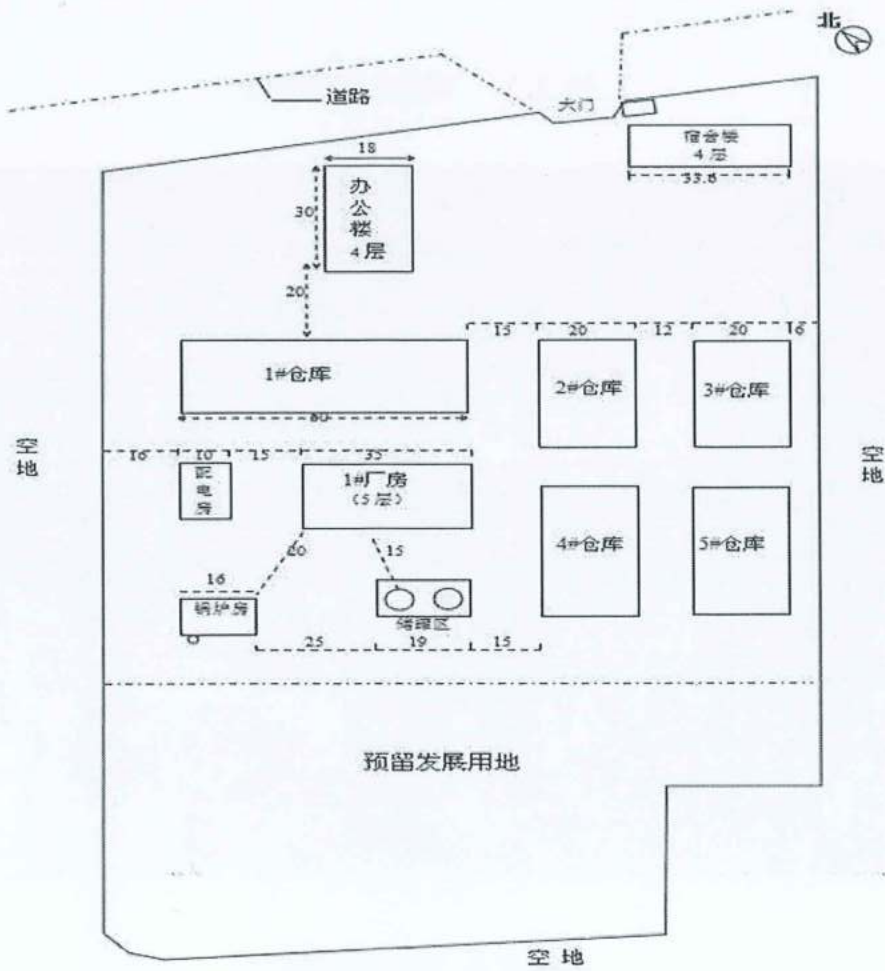 北
道路
大门
宿舍楼
4层
33.6
18
办
公
楼
4层
30
20
15
20
12
20
6
1#仓库
2#仓库
3#仓库
60
空
地
空
地
16
10
15
35
配
电
房
1#厂房
(5层)
4#仓库
5#仓库
20
15
16
锅炉房
储罐区
25
19
15
预留发展用地
空地